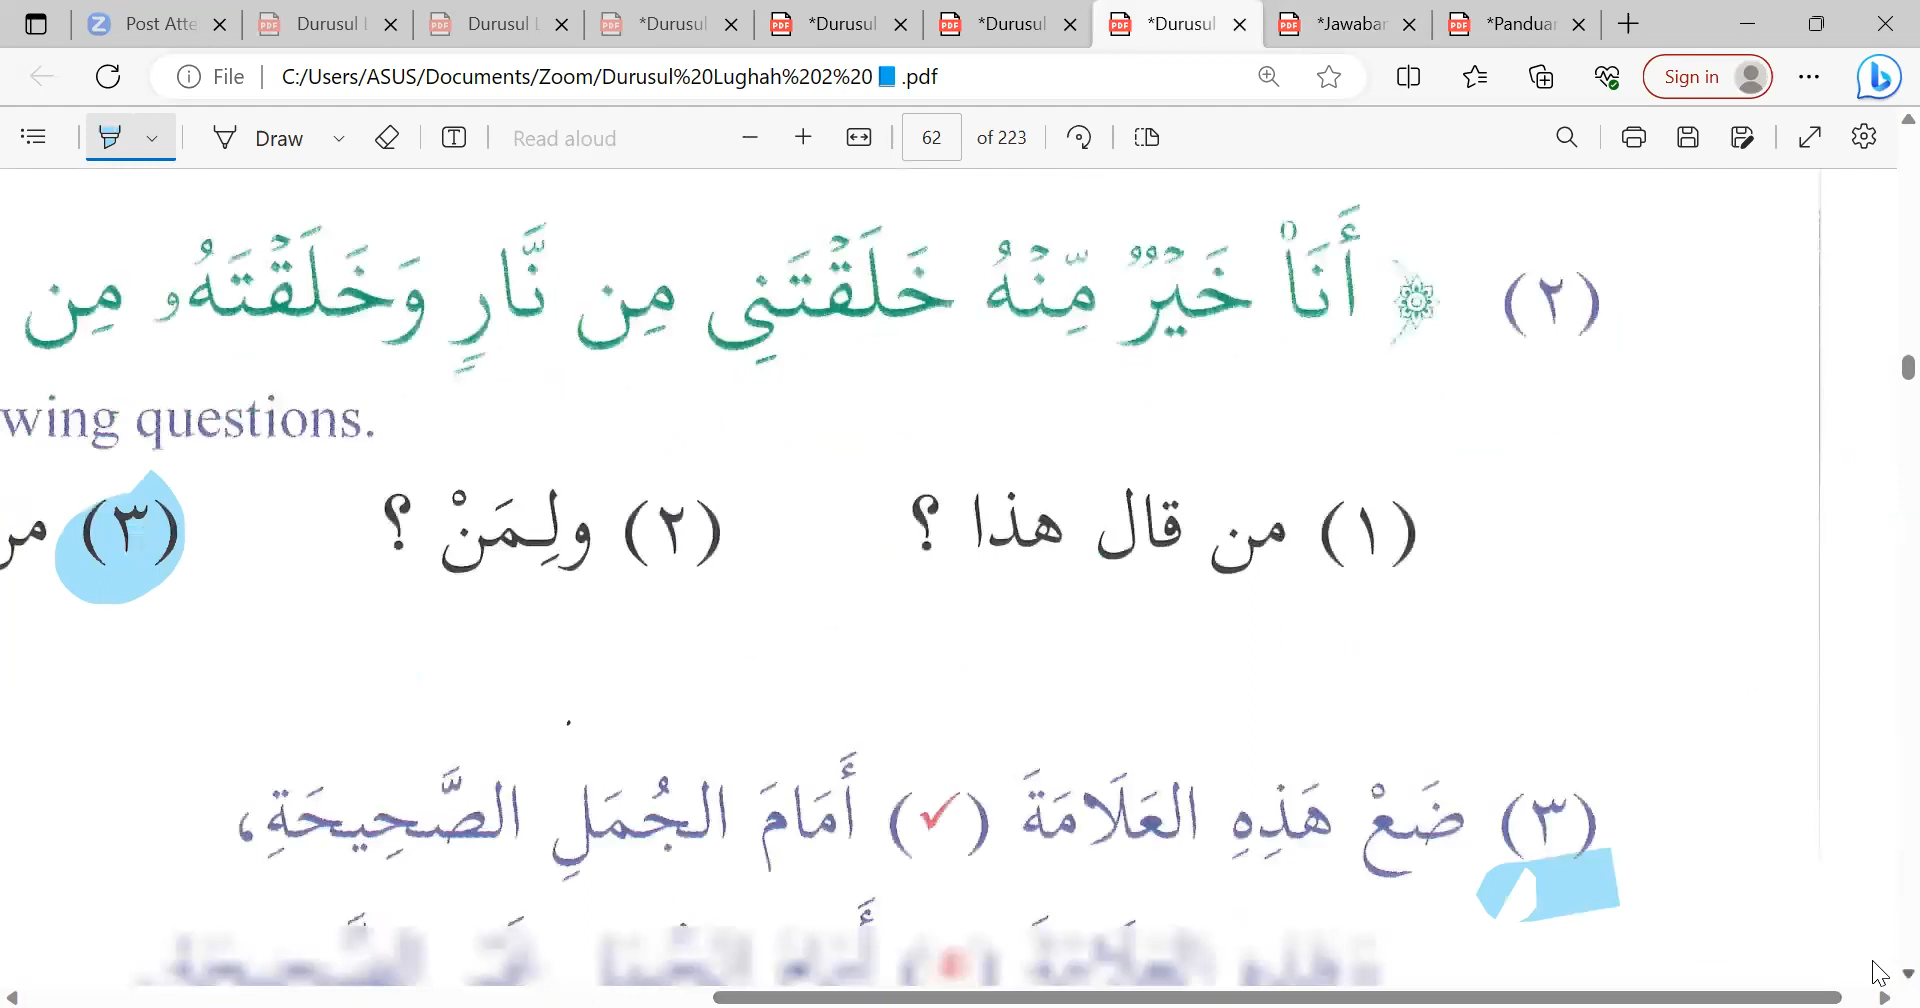 Post Atte
Durusul
Durusul
*Durusul
*Durusul
*Durusul
*Durusul
*Jawabar
*Panduar
File
C:/Users/ASUS/Documents/Zoom/Durusul%20Lughah%202%20📘.pdf
Sign in
Draw
Read aloud
62
of 223
(٢) ﴿ أَنَا۠ خَيۡرٌ مِّنۡهُ خَلَقۡتَنِي مِن نَّارٍ وَخَلَقۡتَهُۥ مِن
wing questions.
(١) من قال هذا ؟ (٢) ولِمَنْ ؟ (٣)
(٣) ضَعْ هَذِهِ العَلَامَةَ (✓) أَمَامَ الجُمَلِ الصَّحِيحَةِ،